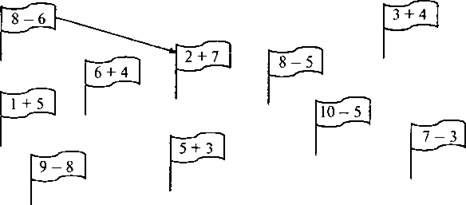 8 – 6
3 + 4
2 + 7
8 – 5
6 + 4
1 + 5
10 – 5
7 – 3
5 + 3
9 – 8